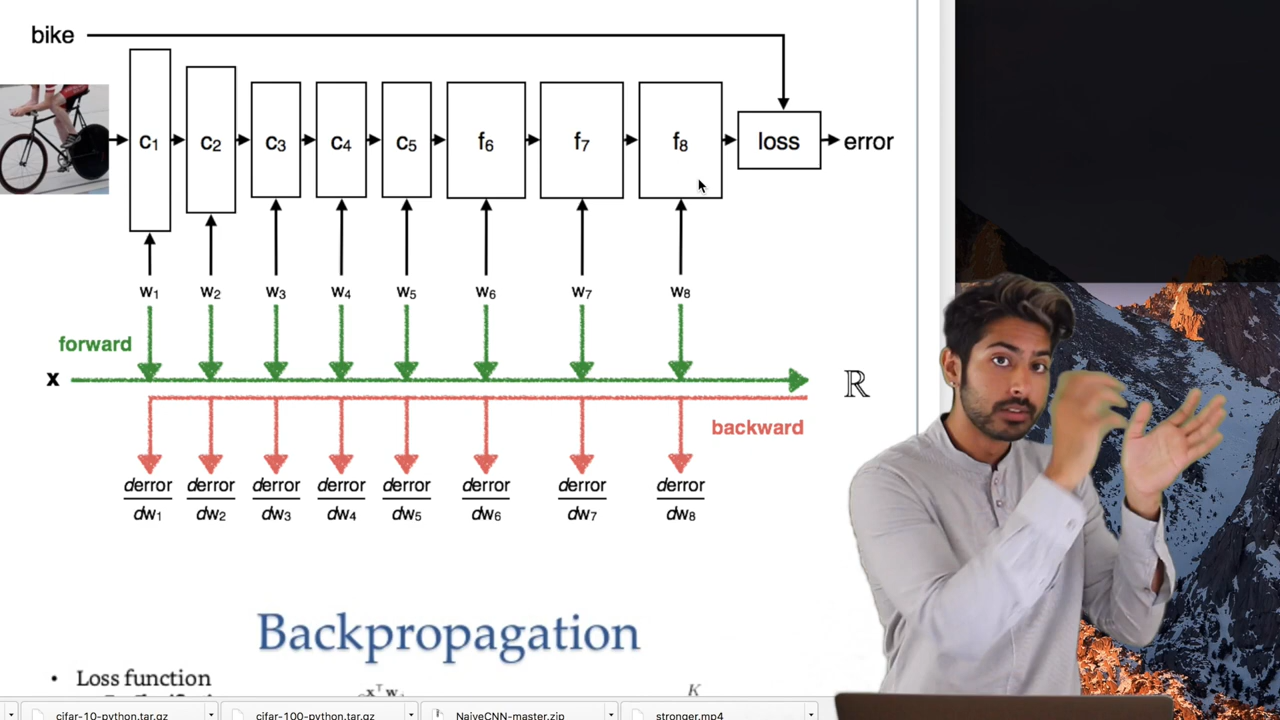 bike
c₁ c₂ c₃ c₄ c₅ f₆ f₇ f₈ loss error
w₁ w₂ w₃ w₄ w₅ w₆ w₇ w₈
forward
x ℝ
backward
derror derror derror derror derror derror derror derror
dw₁ dw₂ dw₃ dw₄ dw₅ dw₆ dw₇ dw₈
Backpropagation
• Loss function
K
cifar-10-python.tar.gz cifar-100-python.tar.gz NaiveCNN-master.zip stronger.mp4